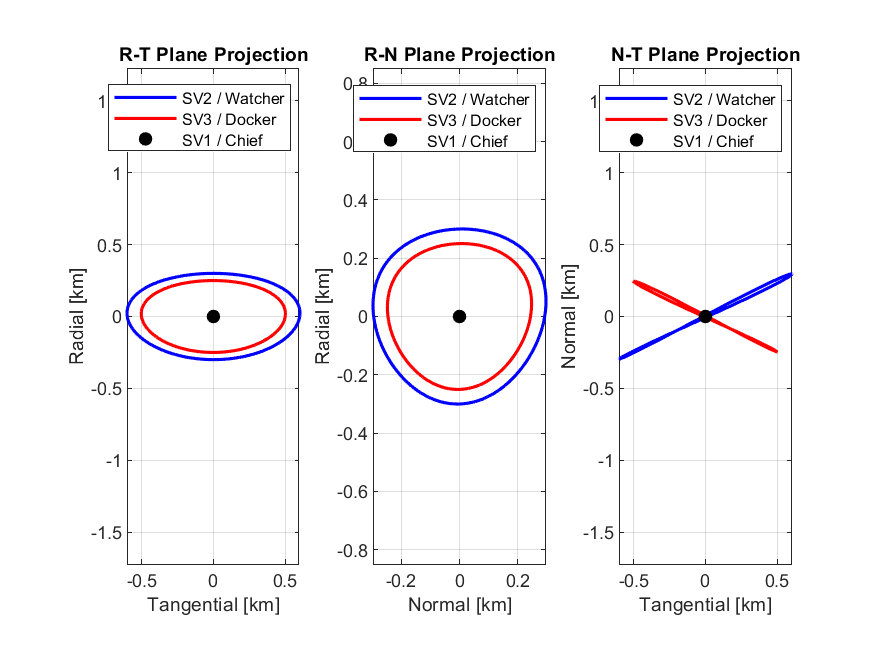 R-T Plane Projection
SV2 / Watcher
SV3 / Docker
SV1 / Chief
1
1
0.5
0
-0.5
-1
-1.5
Radial [km]
-0.5 0 0.5
Tangential [km]
R-N Plane Projection
0.8
SV2 / Watcher
SV3 / Docker
SV1 / Chief
0.4
0.2
0
-0.2
-0.4
-0.6
-0.8
Radial [km]
-0.2 0 0.2
Normal [km]
N-T Plane Projection
SV2 / Watcher
SV3 / Docker
SV1 / Chief
1
1
0.5
0
-0.5
-1
-1.5
Normal [km]
-0.5 0 0.5
Tangential [km]